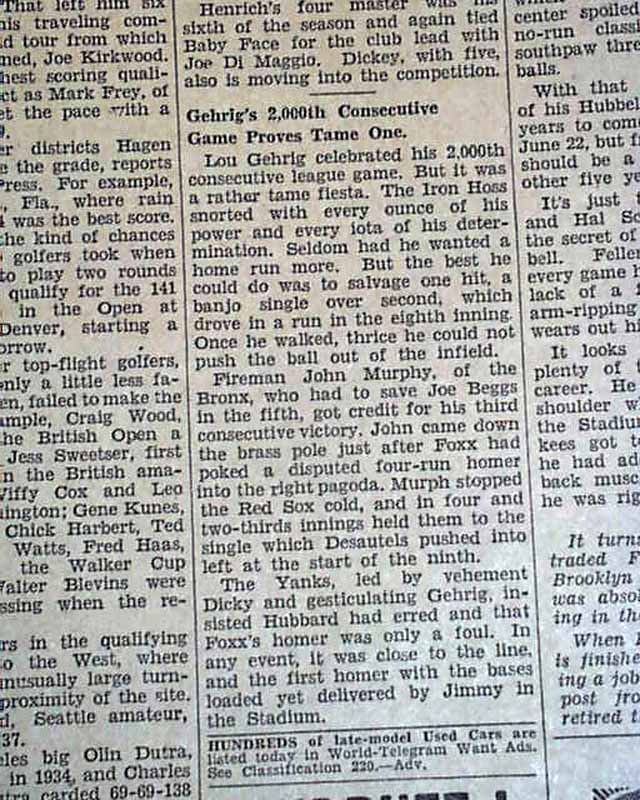 That left him six
his traveling com-
d tour from which
med, Joe Kirkwood.
hest scoring quali-
ct as Mark Frey, of
et the pace with a
9.
er districts Hagen
e the grade, reports
Press. For example,
, Fla., where rain
4 was the best score.
the kind of chances
golfers took when
to play two rounds
qualify for the 141
in the Open at
Denver, starting a
orrow.
r top-flight golfers,
only a little less fa-
en, failed to make the
ample, Craig Wood,
he British Open a
Jess Sweetser, first
n the British ama-
Wiffy Cox and Leo
ington; Gene Kunes,
Chick Harbert, Ted
Watts, Fred Haas,
the Walker Cup
Walter Blevins were
ssing when the re-
rs in the qualifying
o the West, where
unusually large turn-
proximity of the site.
d, Seattle amateur,
37.
les big Olin Dutra,
in 1934, and Charles
tra carded 69-69-138
Henrich's four master was his
sixth of the season and again tied
Baby Face for the club lead with
Joe Di Maggio. Dickey, with five,
also is moving into the competition.
Gehrig's 2,000th Consecutive
Game Proves Tame One.
Lou Gehrig celebrated his 2,000th
consecutive league game. But it was
a rather tame fiesta. The Iron Hoss
snorted with every ounce of his
power and every iota of his deter-
mination. Seldom had he wanted a
home run more. But the best he
could do was to salvage one hit, a
banjo single over second, which
drove in a run in the eighth inning.
Once he walked, thrice he could not
push the ball out of the infield.
Fireman John Murphy, of the
Bronx, who had to save Joe Beggs
in the fifth, got credit for his third
consecutive victory. John came down
the brass pole just after Foxx had
poked a disputed four-run homer
into the right pagoda. Murph stopped
the Red Sox cold, and in four and
two-thirds innings held them to the
single which Desautels pushed into
left at the start of the ninth.
The Yanks, led by vehement
Dicky and gesticulating Gehrig, in-
sisted Hubbard had erred and that
Foxx's homer was only a foul. In
any event, it was close to the line,
and the first homer with the bases
loaded yet delivered by Jimmy in
the Stadium.
HUNDREDS of late-model Used Cars are
listed today in World-Telegram Want Ads.
See Classification 220.—Adv.
center spoiled
no-run class
southpaw thre
balls.
With that
of his Hubbel
years to com
June 22, but f
should be a
other five ye
It's just t
and Hal Sc
the secret of
bell. Feller
every game h
lack of a f
arm-ripping
wears out hi
It looks
plenty of t
career. He
shoulder w
the Stadiu
kees got t
he had ad
back musc
he was rig
It turns
traded F
Brooklyn
was absol
ing in th
When
is finishe
ing a job
post fro
retired t